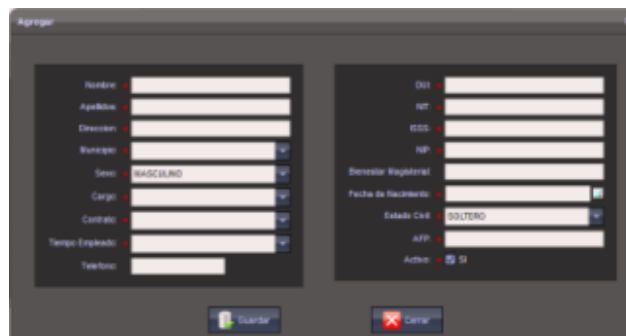 Agregar
Nombre:
Apellidos:
Direccion:
Municipio:
Sexo: MASCULINO
Cargo:
Contrato:
Tiempo Empleado:
Telefono:
DUI:
NIT:
ISSS:
NIP:
Bienestar Magisterial:
Fecha de Nacimiento:
Estado Civil: SOLTERO
AFP:
Activo: SI
Guardar
Cerrar